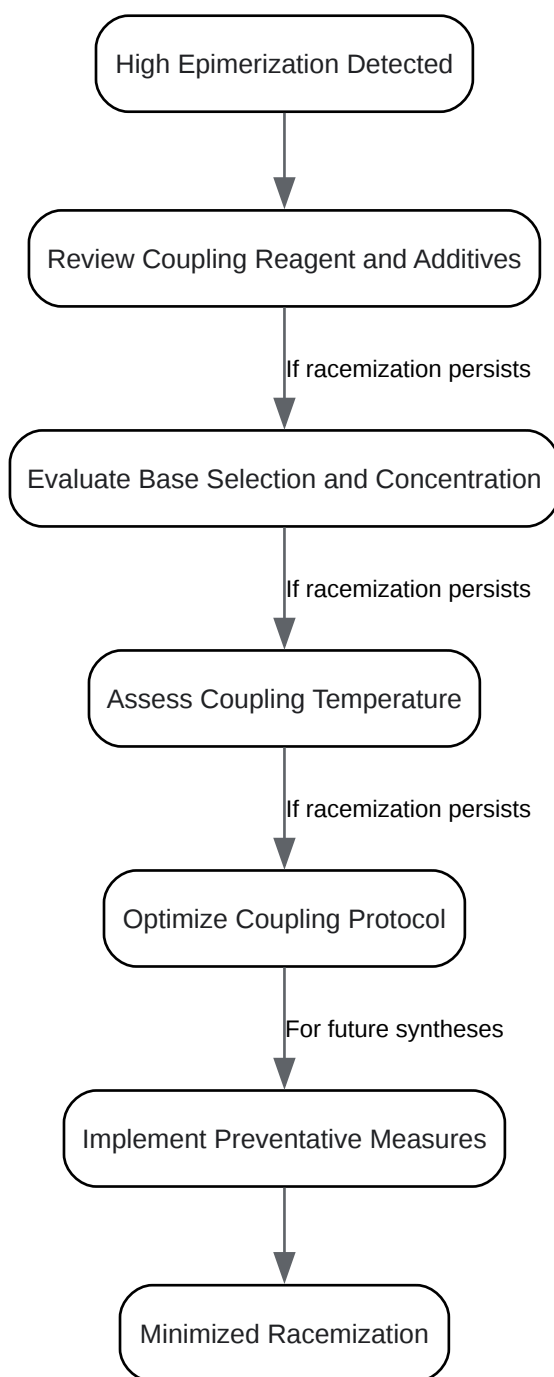 High Epimerization Detected
Review Coupling Reagent and Additives
If racemization persists
Evaluate Base Selection and Concentration
If racemization persists
Assess Coupling Temperature
If racemization persists
Optimize Coupling Protocol
For future syntheses
Implement Preventative Measures
Minimized Racemization